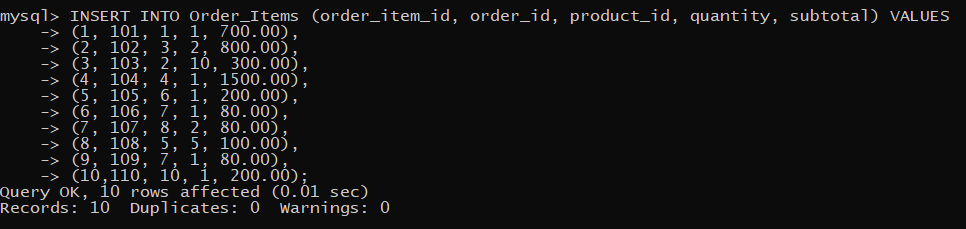 mysql> INSERT INTO Order_Items (order_item_id, order_id, product_id, quantity, subtotal) VALUES
    -> (1, 101, 1, 1, 700.00),
    -> (2, 102, 3, 2, 800.00),
    -> (3, 103, 2, 10, 300.00),
    -> (4, 104, 4, 1, 1500.00),
    -> (5, 105, 6, 1, 200.00),
    -> (6, 106, 7, 1, 80.00),
    -> (7, 107, 8, 2, 80.00),
    -> (8, 108, 5, 5, 100.00),
    -> (9, 109, 7, 1, 80.00),
    -> (10,110, 10, 1, 200.00);
Query OK, 10 rows affected (0.01 sec)
Records: 10  Duplicates: 0  Warnings: 0